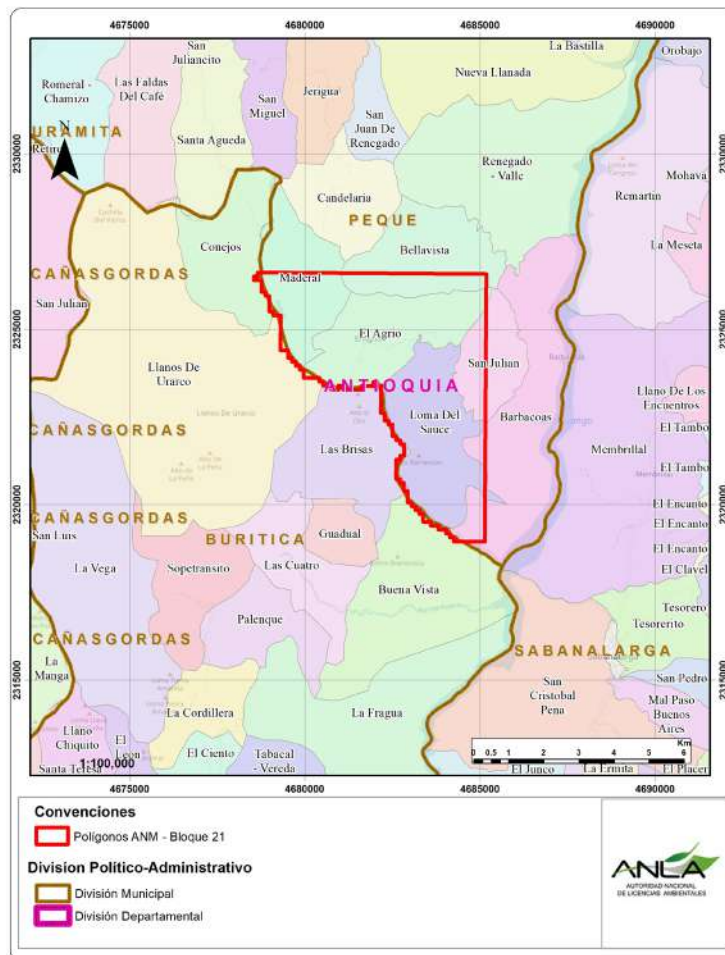 4675000 4680000 4685000 4690000
La Bastilla
Orobajo
San
Juliancito
Romeral -
Chamizo
Las Faldas
Del Café
San
Miguel
Jerigua
Nueva Llanada
San
Juan De
Renegado
Santa Agueda
URAMITA
N
2330000
2330000
Renegado
- Valle
Mohava
Remartin
Candelaria
PEQUE
Conejos
Bellavista
La Meseta
CAÑASGORDAS
Maderal
San Julian
2325000
2325000
El Agrio
San Julian
Llanos De
Urarco
ANTIOQUIA
Llano De Los
Encuentros
Loma Del
Sauce
Barbacoas
El Tambo
CAÑASGORDAS
Las Brisas
Membrillal
El Tambo
2320000
2320000
El Encanto
CAÑASGORDAS
El Encanto
San Luis
BURITICA
Guadual
El Encanto
La Vega
Sopetransito
Las Cuatro
El Clavel
Buena Vista
Tesorero
Palenque
Tesorerito
CAÑASGORDAS
SABANALARGA
La
Manga
2315000
2315000
San Pedro
San
Cristobal
Pena
Mal Paso
Buenos
Aires
La Cordillera
La Fragua
Llano
Chiquito
El
Leon
El Ciento
Tabacal
- Vereda
Km
0 0.5 1 2 3 4 5 6
1:100,000
Santa Teresa
El Junco
La Ermita
El Placer
4675000 4680000 4685000 4690000
Convenciones
Polígonos ANM - Bloque 21
Division Político-Administrativo
División Municipal
División Departamental
ANLA
AUTORIDAD NACIONAL
DE LICENCIAS AMBIENTALES